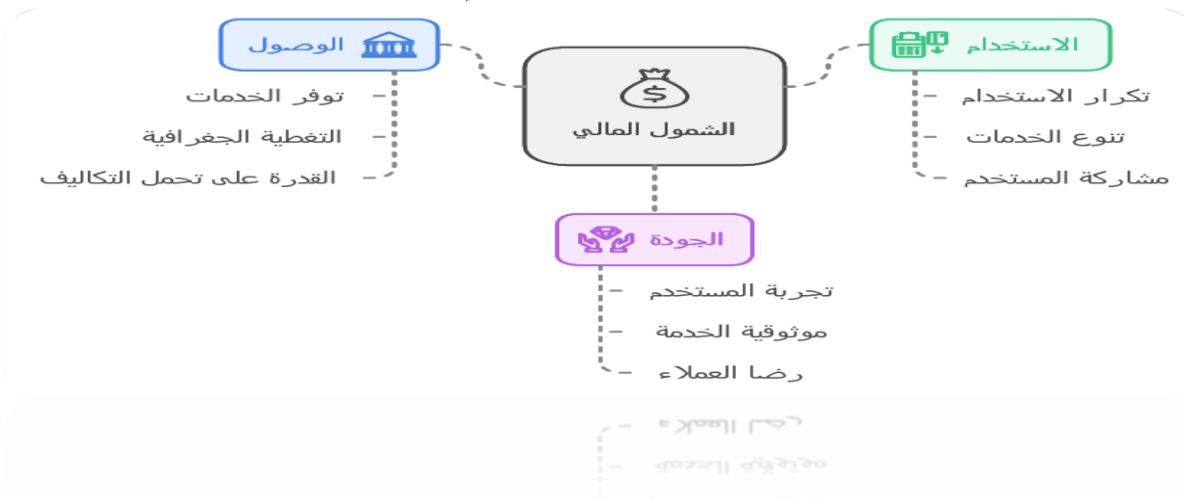 الشمول المالي
الاستخدام
تكرار الاستخدام
تنوع الخدمات
مشاركة المستخدم
الوصول
توفر الخدمات
التغطية الجغرافية
القدرة على تحمل التكاليف
الجودة
تجربة المستخدم
موثوقية الخدمة
رضا العملاء